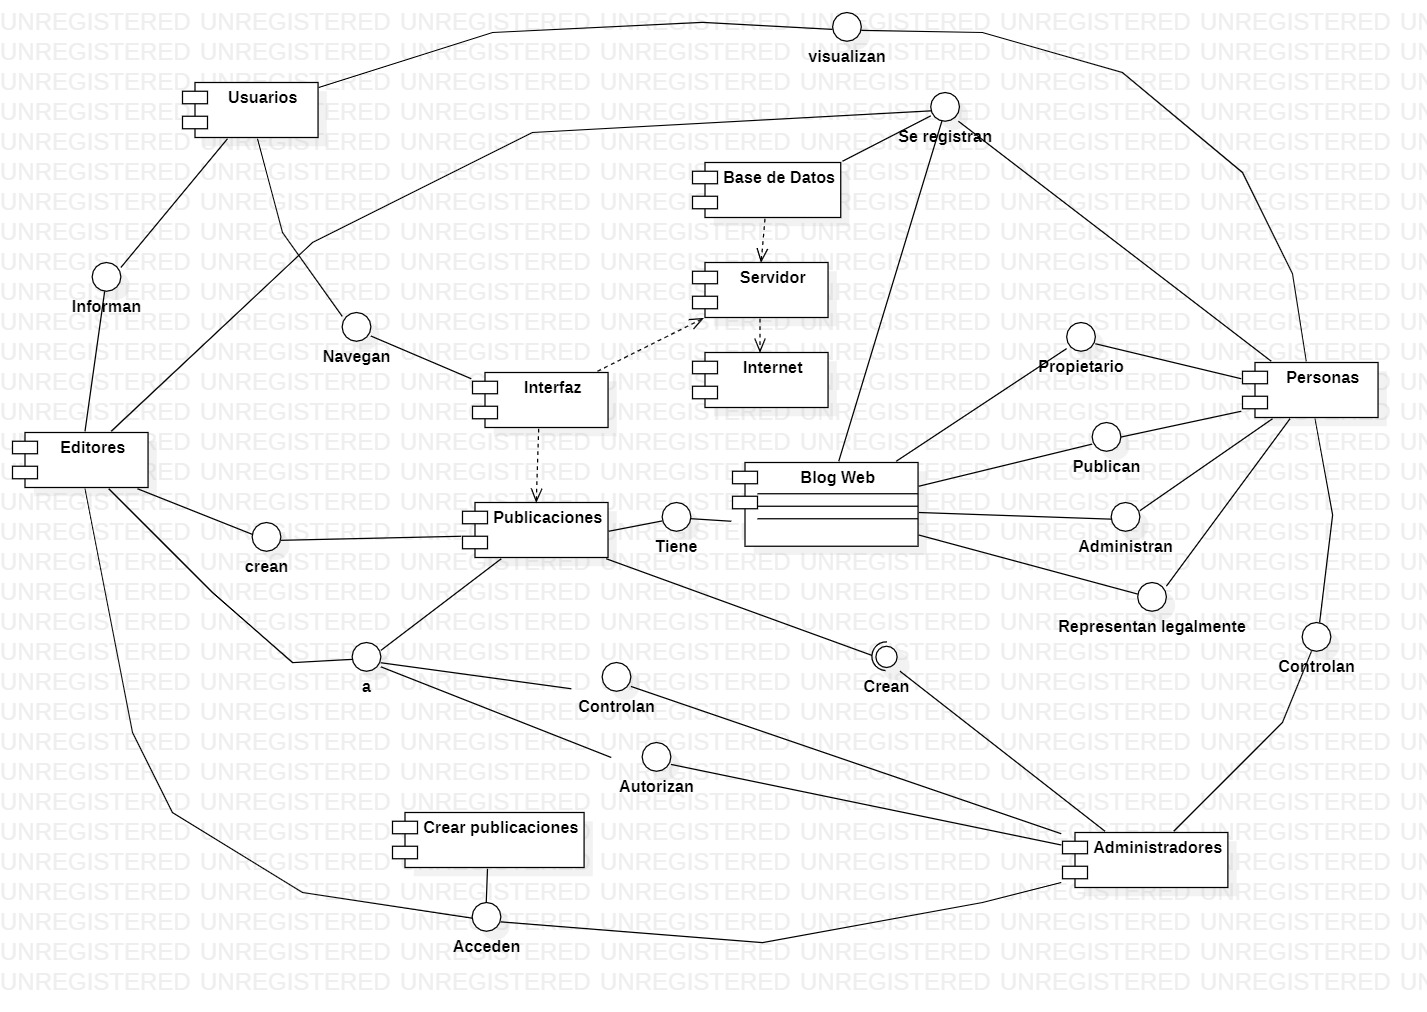 visualizan
Usuarios
Se registran
Base de Datos
Servidor
Informan
Navegan
Propietario
Internet
Personas
Interfaz
Editores
Publican
Blog Web
Publicaciones
Tiene
Administran
crean
Representan legalmente
Controlan
a
Crean
Controlan
Autorizan
Crear publicaciones
Administradores
Acceden
UNREGISTERED